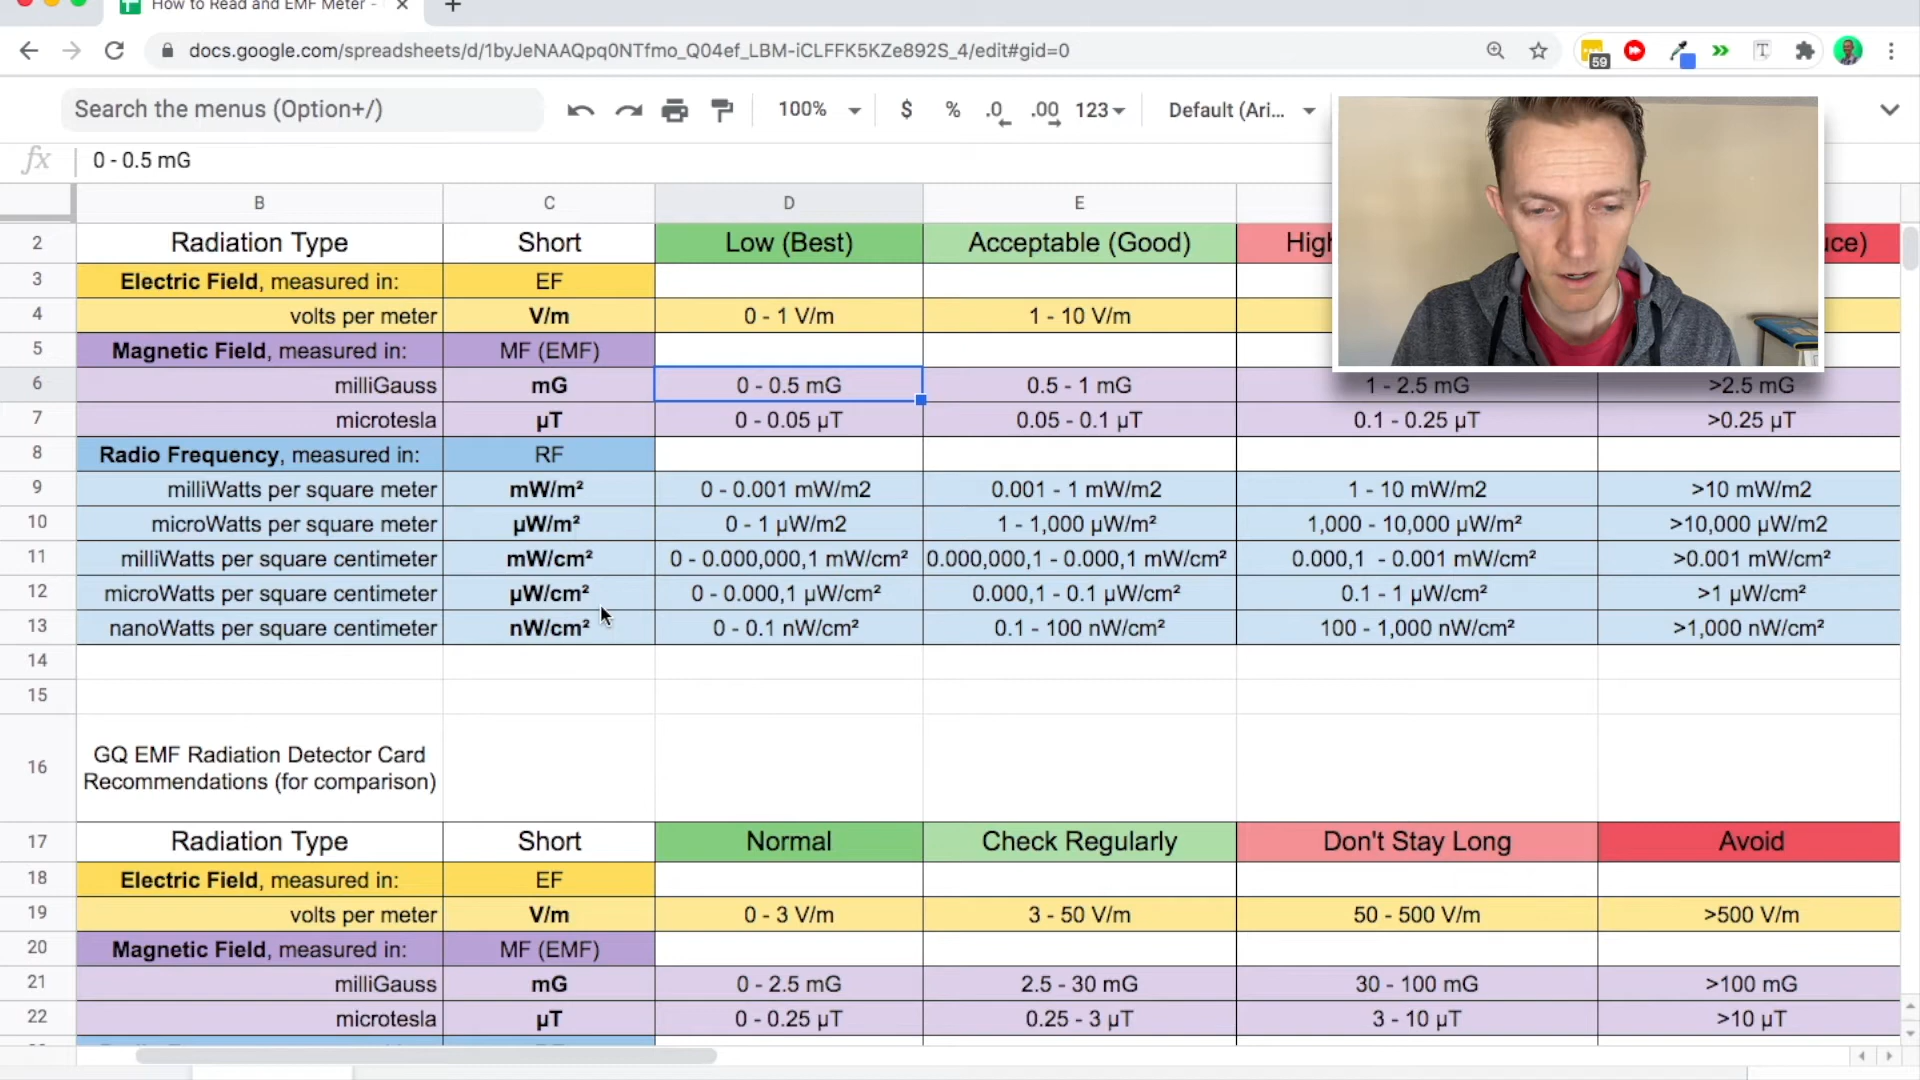 How to Read and EMF Meter -
docs.google.com/spreadsheets/d/1byJeNAAQpq0NTfmo_Q04ef_LBM-iCLFFK5KZe892S_4/edit#gid=0
59
Search the menus (Option+/)
100%
$ % .0 .00 123
Default (Ari...
fx 0 - 0.5 mG
B C D E
2 Radiation Type Short Low (Best) Acceptable (Good) High uce)
3 Electric Field, measured in: EF
4 volts per meter V/m 0 - 1 V/m 1 - 10 V/m
5 Magnetic Field, measured in: MF (EMF)
6 milliGauss mG 0 - 0.5 mG 0.5 - 1 mG 1 - 2.5 mG >2.5 mG
7 microtesla µT 0 - 0.05 µT 0.05 - 0.1 µT 0.1 - 0.25 µT >0.25 µT
8 Radio Frequency, measured in: RF
9 milliWatts per square meter mW/m² 0 - 0.001 mW/m2 0.001 - 1 mW/m2 1 - 10 mW/m2 >10 mW/m2
10 microWatts per square meter µW/m² 0 - 1 µW/m2 1 - 1,000 µW/m² 1,000 - 10,000 µW/m² >10,000 µW/m2
11 milliWatts per square centimeter mW/cm² 0 - 0.000,000,1 mW/cm² 0.000,000,1 - 0.000,1 mW/cm² 0.000,1 - 0.001 mW/cm² >0.001 mW/cm²
12 microWatts per square centimeter µW/cm² 0 - 0.000,1 µW/cm² 0.000,1 - 0.1 µW/cm² 0.1 - 1 µW/cm² >1 µW/cm²
13 nanoWatts per square centimeter nW/cm² 0 - 0.1 nW/cm² 0.1 - 100 nW/cm² 100 - 1,000 nW/cm² >1,000 nW/cm²
14
15
GQ EMF Radiation Detector Card
16
Recommendations (for comparison)
17 Radiation Type Short Normal Check Regularly Don't Stay Long Avoid
18 Electric Field, measured in: EF
19 volts per meter V/m 0 - 3 V/m 3 - 50 V/m 50 - 500 V/m >500 V/m
20 Magnetic Field, measured in: MF (EMF)
21 milliGauss mG 0 - 2.5 mG 2.5 - 30 mG 30 - 100 mG >100 mG
22 microtesla µT 0 - 0.25 µT 0.25 - 3 µT 3 - 10 µT >10 µT